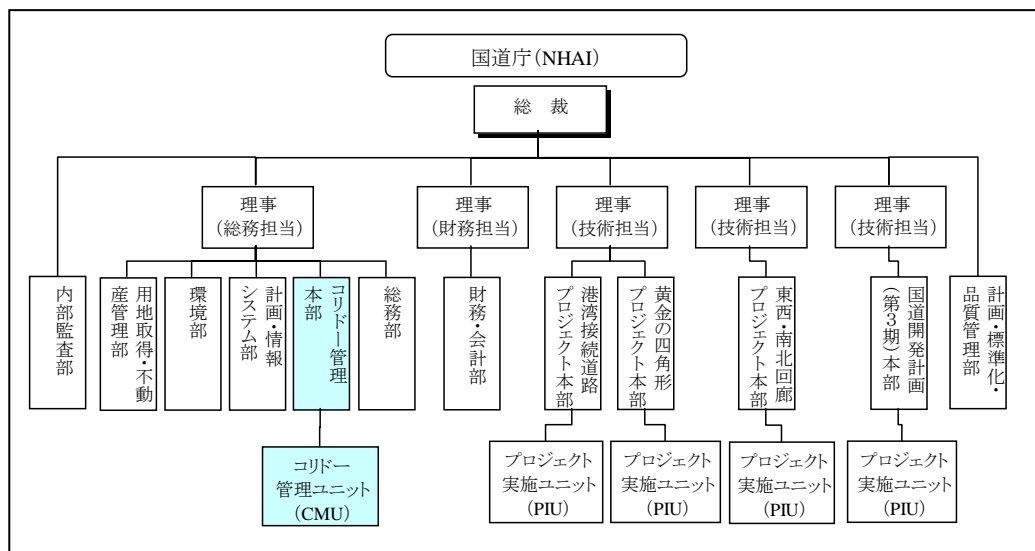 国道庁(NHAI)
総 裁
理事
(総務担当)
理事
(財務担当)
理事
(技術担当)
理事
(技術担当)
理事
(技術担当)
内部監査部
用地取得・不動
産管理部
環境部
計画・情報
システム部
コリドー管理
本部
総務部
財務・会計部
港湾接続道路
プロジェクト本部
黄金の四角形
プロジェクト本部
東西・南北回廊
プロジェクト本部
国道開発計画
(第3期)本部
計画・標準化・
品質管理部
コリドー
管理ユニット
(CMU)
プロジェクト
実施ユニット
(PIU)
プロジェクト
実施ユニット
(PIU)
プロジェクト
実施ユニット
(PIU)
プロジェクト
実施ユニット
(PIU)